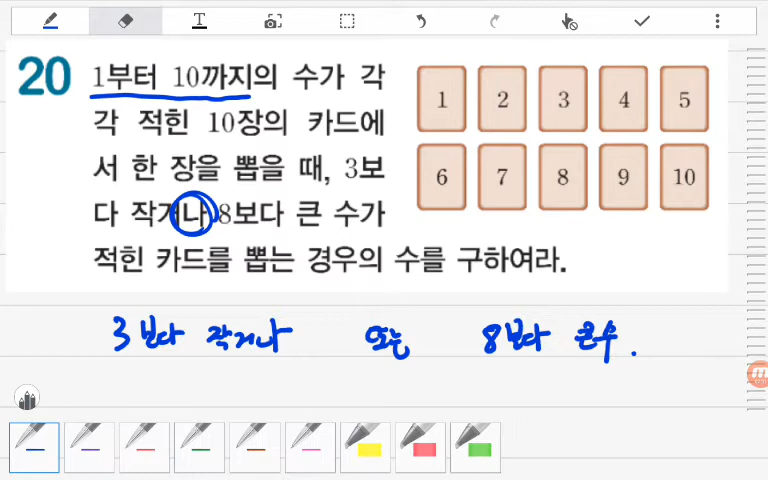 T
20 1부터 10까지의 수가 각
각 적힌 10장의 카드에
서 한 장을 뽑을 때, 3보
다 작거나 8보다 큰 수가
적힌 카드를 뽑는 경우의 수를 구하여라.
1 2 3 4 5
6 7 8 9 10
3보다 작거나 또는 8보다 큰수.